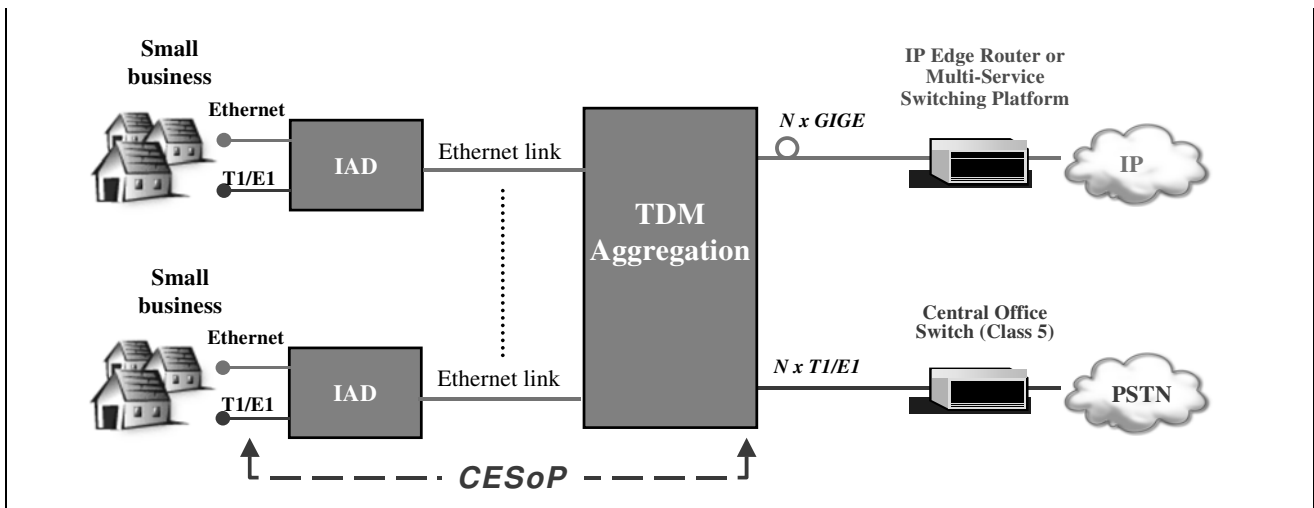 Small
business
Ethernet
T1/E1
IAD
Ethernet link
TDM
Aggregation
N x GIGE
IP Edge Router or
Multi-Service
Switching Platform
IP
Small
business
Ethernet
T1/E1
IAD
Ethernet link
N x T1/E1
Central Office
Switch (Class 5)
PSTN
CESoP